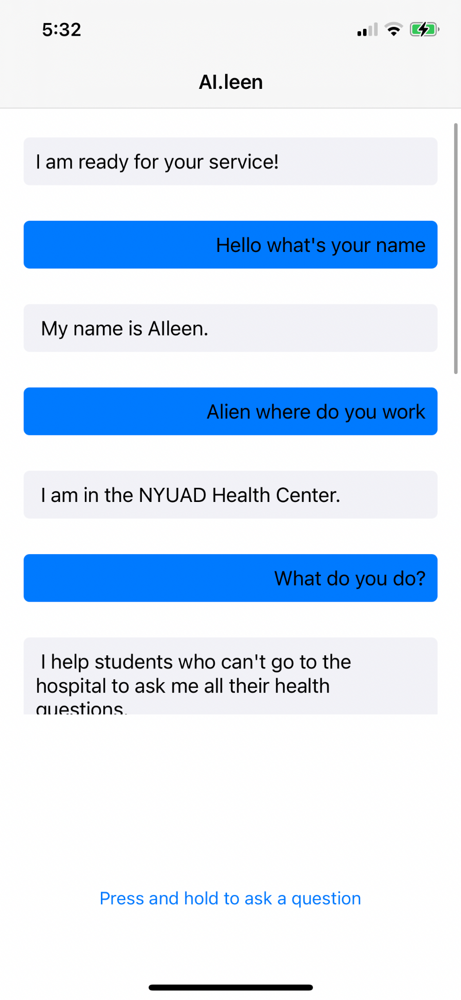 5:32
AI.leen
I am ready for your service!
Hello what's your name
My name is AIleen.
Alien where do you work
I am in the NYUAD Health Center.
What do you do?
I help students who can't go to the
hospital to ask me all their health
questions.
Press and hold to ask a question